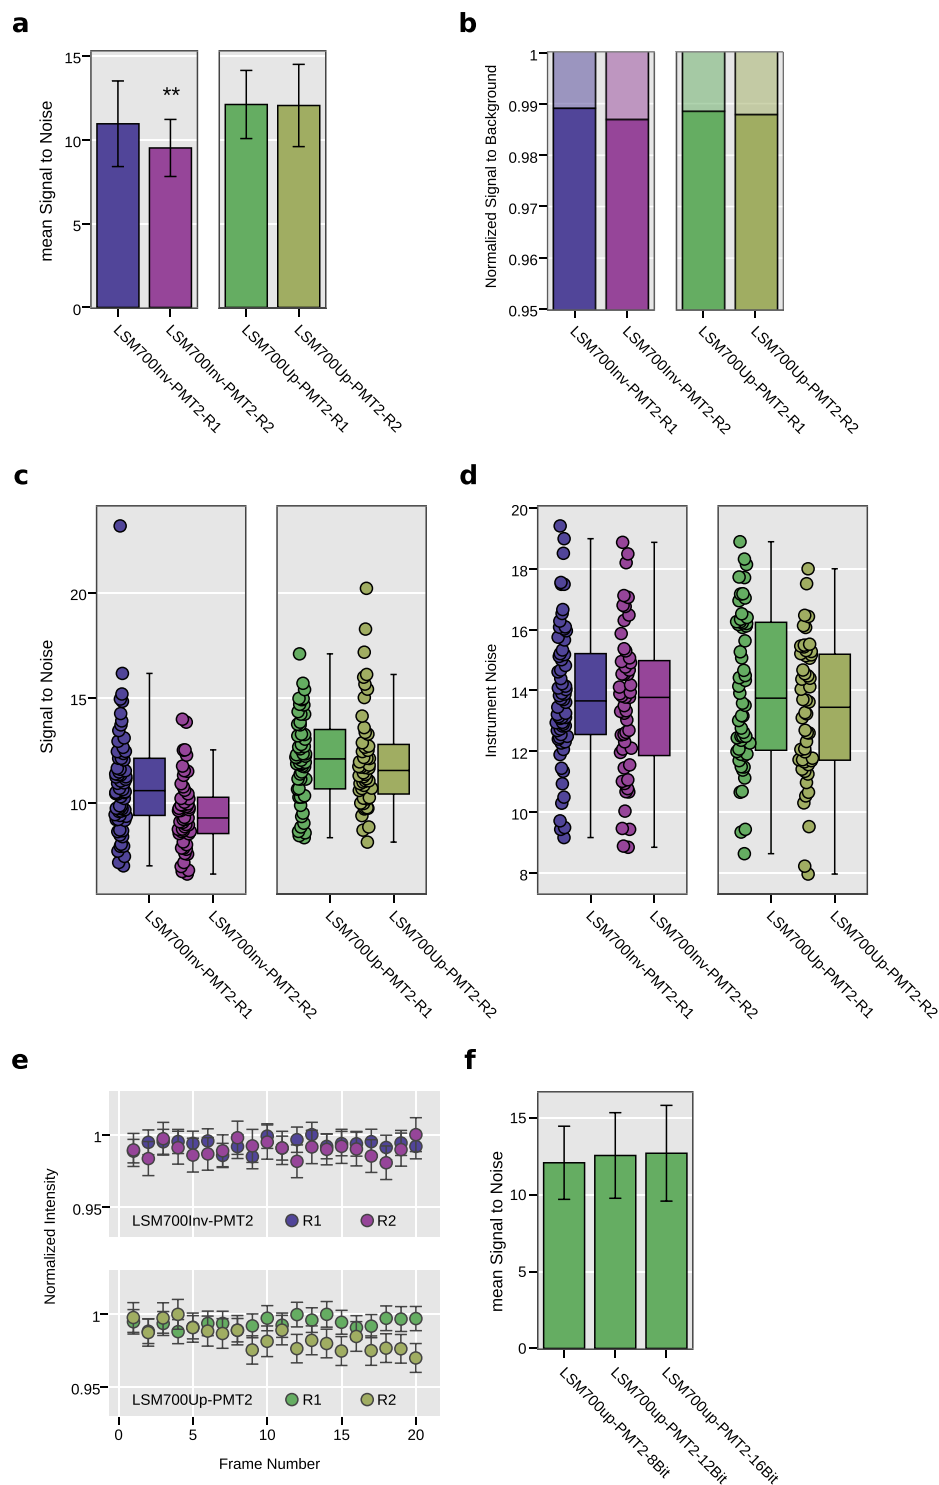 a
mean Signal to Noise
15
10
5
0
**
LSM700Inv-PMT2-R1
LSM700Inv-PMT2-R2
LSM700Up-PMT2-R1
LSM700Up-PMT2-R2
b
Normalized Signal to Background
1
0.99
0.98
0.97
0.96
0.95
LSM700Inv-PMT2-R1
LSM700Inv-PMT2-R2
LSM700Up-PMT2-R1
LSM700Up-PMT2-R2
c
Signal to Noise
20
15
10
LSM700Inv-PMT2-R1
LSM700Inv-PMT2-R2
LSM700Up-PMT2-R1
LSM700Up-PMT2-R2
d
Instrument Noise
20
18
16
14
12
10
8
LSM700Inv-PMT2-R1
LSM700Inv-PMT2-R2
LSM700Up-PMT2-R1
LSM700Up-PMT2-R2
e
Normalized Intensity
1
0.95
LSM700Inv-PMT2 R1 R2
1
0.95
LSM700Up-PMT2 R1 R2
0 5 10 15 20
Frame Number
f
mean Signal to Noise
15
10
5
0
LSM700up-PMT2-8Bit
LSM700up-PMT2-12Bit
LSM700up-PMT2-16Bit